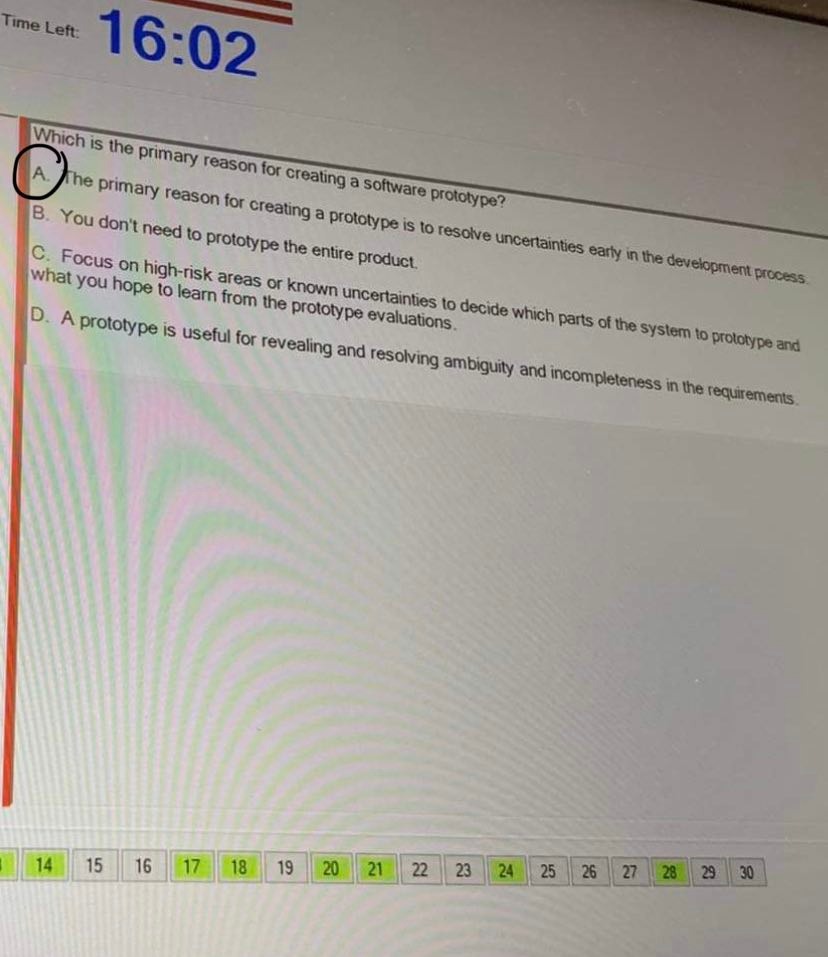 Time Left: 16:02
Which is the primary reason for creating a software prototype?
A. The primary reason for creating a prototype is to resolve uncertainties early in the development process.
B. You don't need to prototype the entire product.
C. Focus on high-risk areas or known uncertainties to decide which parts of the system to prototype and
what you hope to learn from the prototype evaluations.
D. A prototype is useful for revealing and resolving ambiguity and incompleteness in the requirements.
14 15 16 17 18 19 20 21 22 23 24 25 26 27 28 29 30